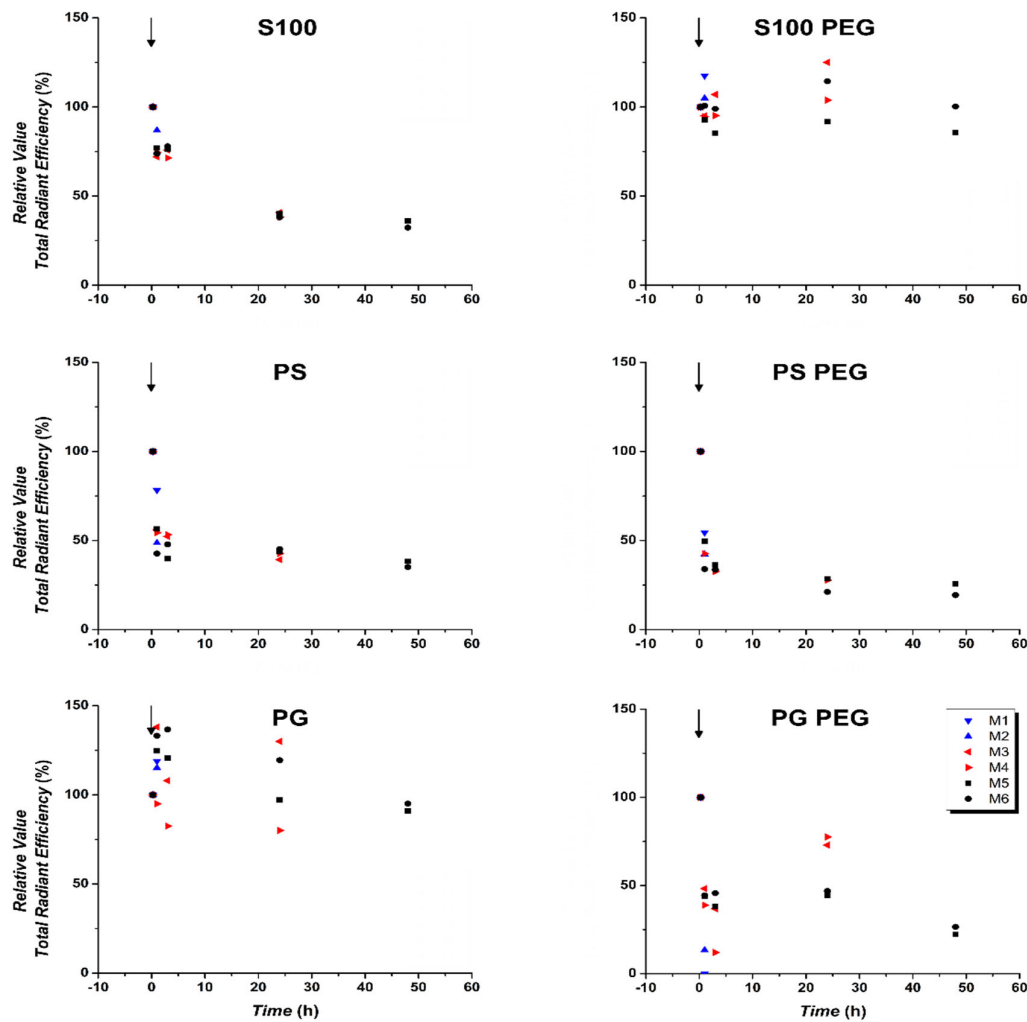 S100
Relative Value
Total Radiant Efficiency (%)
150
100
50
0
-10 0 10 20 30 40 50 60
S100 PEG
150
100
50
0
-10 0 10 20 30 40 50 60
PS
Relative Value
Total Radiant Efficiency (%)
150
100
50
0
-10 0 10 20 30 40 50 60
PS PEG
150
100
50
0
-10 0 10 20 30 40 50 60
PG
Relative Value
Total Radiant Efficiency (%)
150
100
50
0
-10 0 10 20 30 40 50 60
Time (h)
PG PEG
150
100
50
0
-10 0 10 20 30 40 50 60
Time (h)
M1
M2
M3
M4
M5
M6